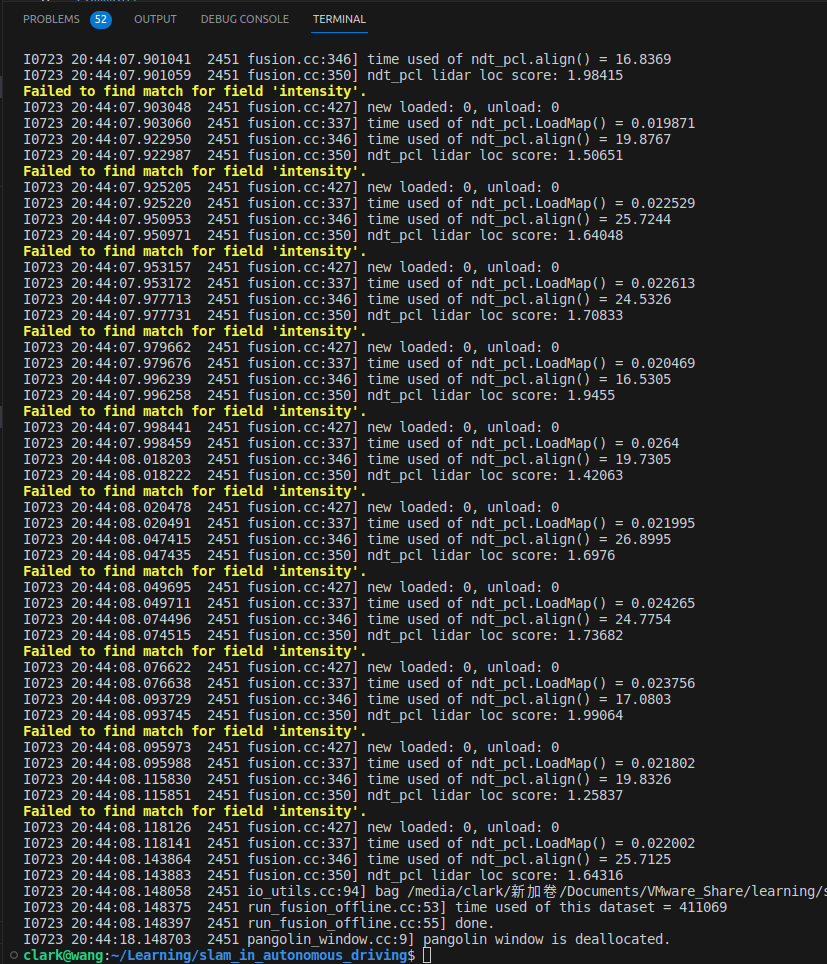 PROBLEMS 52 OUTPUT DEBUG CONSOLE TERMINAL
I0723 20:44:07.901041  2451 fusion.cc:346] time used of ndt_pcl.align() = 16.8369
I0723 20:44:07.901059  2451 fusion.cc:350] ndt_pcl lidar loc score: 1.98415
Failed to find match for field 'intensity'.
I0723 20:44:07.903048  2451 fusion.cc:427] new loaded: 0, unload: 0
I0723 20:44:07.903060  2451 fusion.cc:337] time used of ndt_pcl.LoadMap() = 0.019871
I0723 20:44:07.922950  2451 fusion.cc:346] time used of ndt_pcl.align() = 19.8767
I0723 20:44:07.922987  2451 fusion.cc:350] ndt_pcl lidar loc score: 1.50651
Failed to find match for field 'intensity'.
I0723 20:44:07.925205  2451 fusion.cc:427] new loaded: 0, unload: 0
I0723 20:44:07.925220  2451 fusion.cc:337] time used of ndt_pcl.LoadMap() = 0.022529
I0723 20:44:07.950953  2451 fusion.cc:346] time used of ndt_pcl.align() = 25.7244
I0723 20:44:07.950971  2451 fusion.cc:350] ndt_pcl lidar loc score: 1.64048
Failed to find match for field 'intensity'.
I0723 20:44:07.953157  2451 fusion.cc:427] new loaded: 0, unload: 0
I0723 20:44:07.953172  2451 fusion.cc:337] time used of ndt_pcl.LoadMap() = 0.022613
I0723 20:44:07.977713  2451 fusion.cc:346] time used of ndt_pcl.align() = 24.5326
I0723 20:44:07.977731  2451 fusion.cc:350] ndt_pcl lidar loc score: 1.70833
Failed to find match for field 'intensity'.
I0723 20:44:07.979662  2451 fusion.cc:427] new loaded: 0, unload: 0
I0723 20:44:07.979676  2451 fusion.cc:337] time used of ndt_pcl.LoadMap() = 0.020469
I0723 20:44:07.996239  2451 fusion.cc:346] time used of ndt_pcl.align() = 16.5305
I0723 20:44:07.996258  2451 fusion.cc:350] ndt_pcl lidar loc score: 1.9455
Failed to find match for field 'intensity'.
I0723 20:44:07.998441  2451 fusion.cc:427] new loaded: 0, unload: 0
I0723 20:44:07.998459  2451 fusion.cc:337] time used of ndt_pcl.LoadMap() = 0.0264
I0723 20:44:08.018203  2451 fusion.cc:346] time used of ndt_pcl.align() = 19.7305
I0723 20:44:08.018222  2451 fusion.cc:350] ndt_pcl lidar loc score: 1.42063
Failed to find match for field 'intensity'.
I0723 20:44:08.020478  2451 fusion.cc:427] new loaded: 0, unload: 0
I0723 20:44:08.020491  2451 fusion.cc:337] time used of ndt_pcl.LoadMap() = 0.021995
I0723 20:44:08.047415  2451 fusion.cc:346] time used of ndt_pcl.align() = 26.8995
I0723 20:44:08.047435  2451 fusion.cc:350] ndt_pcl lidar loc score: 1.6976
Failed to find match for field 'intensity'.
I0723 20:44:08.049695  2451 fusion.cc:427] new loaded: 0, unload: 0
I0723 20:44:08.049711  2451 fusion.cc:337] time used of ndt_pcl.LoadMap() = 0.024265
I0723 20:44:08.074496  2451 fusion.cc:346] time used of ndt_pcl.align() = 24.7754
I0723 20:44:08.074515  2451 fusion.cc:350] ndt_pcl lidar loc score: 1.73682
Failed to find match for field 'intensity'.
I0723 20:44:08.076622  2451 fusion.cc:427] new loaded: 0, unload: 0
I0723 20:44:08.076638  2451 fusion.cc:337] time used of ndt_pcl.LoadMap() = 0.023756
I0723 20:44:08.093729  2451 fusion.cc:346] time used of ndt_pcl.align() = 17.0803
I0723 20:44:08.093745  2451 fusion.cc:350] ndt_pcl lidar loc score: 1.99064
Failed to find match for field 'intensity'.
I0723 20:44:08.095973  2451 fusion.cc:427] new loaded: 0, unload: 0
I0723 20:44:08.095988  2451 fusion.cc:337] time used of ndt_pcl.LoadMap() = 0.021802
I0723 20:44:08.115830  2451 fusion.cc:346] time used of ndt_pcl.align() = 19.8326
I0723 20:44:08.115851  2451 fusion.cc:350] ndt_pcl lidar loc score: 1.25837
Failed to find match for field 'intensity'.
I0723 20:44:08.118126  2451 fusion.cc:427] new loaded: 0, unload: 0
I0723 20:44:08.118141  2451 fusion.cc:337] time used of ndt_pcl.LoadMap() = 0.022002
I0723 20:44:08.143864  2451 fusion.cc:346] time used of ndt_pcl.align() = 25.7125
I0723 20:44:08.143883  2451 fusion.cc:350] ndt_pcl lidar loc score: 1.64316
I0723 20:44:08.148058  2451 io_utils.cc:94] bag /media/clark/新加卷/Documents/VMware_Share/learning/s
I0723 20:44:08.148375  2451 run_fusion_offline.cc:53] time used of this dataset = 411069
I0723 20:44:08.148397  2451 run_fusion_offline.cc:55] done.
I0723 20:44:18.148703  2451 pangolin_window.cc:9] pangolin window is deallocated.
clark@wang:~/Learning/slam_in_autonomous_driving$